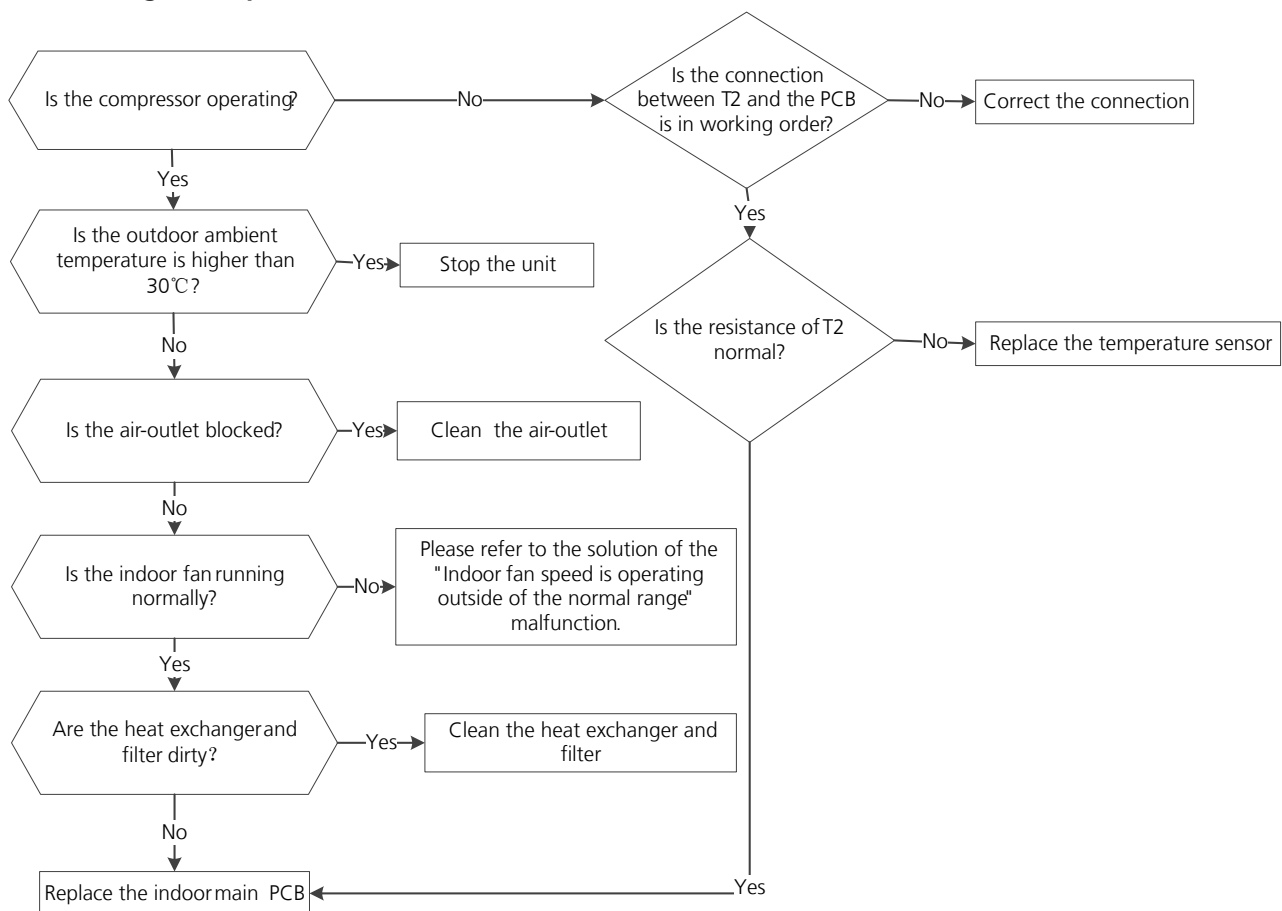 Is the compressor operating?
No
Is the connection
between T2 and the PCB
is in working order?
No
Correct the connection
Yes
Yes
Is the outdoor ambient
temperature is higher than
30℃?
Yes
Stop the unit
No
Is the resistance of T2
normal?
No
Replace the temperature sensor
Is the air-outlet blocked?
Yes
Clean the air-outlet
No
Is the indoor fan running
normally?
No
Please refer to the solution of the
"Indoor fan speed is operating
outside of the normal range"
malfunction.
Yes
Are the heat exchanger and
filter dirty?
Yes
Clean the heat exchanger and
filter
No
Replace the indoor main PCB
Yes